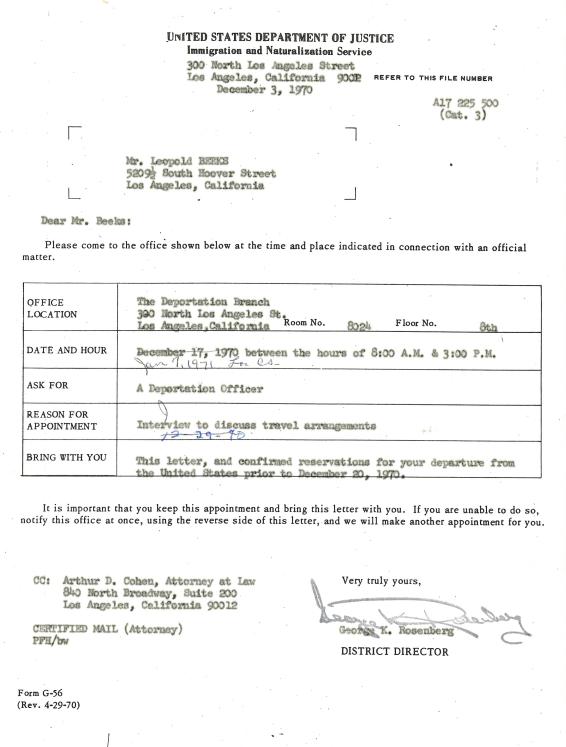 UNITED STATES DEPARTMENT OF JUSTICE
Immigration and Naturalization Service
300 North Los Angeles Street
Los Angeles, California 90012
December 3, 1970
REFER TO THIS FILE NUMBER
A17 225 500
(Cat. 3)
Mr. Leopold BEEKS
5209½ South Hoover Street
Los Angeles, California
Dear Mr. Beeks:
Please come to the office shown below at the time and place indicated in connection with an official
matter.
OFFICE
LOCATION
The Deportation Branch
300 North Los Angeles St.
Los Angeles,California Room No. 8024 Floor No. 8th
DATE AND HOUR
December 17, 1970 between the hours of 8:00 A.M. & 3:00 P.M.
Jan 7, 1971
ASK FOR
A Deportation Officer
REASON FOR
APPOINTMENT
Interview to discuss travel arrangements
12-29-70
BRING WITH YOU
This letter, and confirmed reservations for your departure from
the United States prior to December 20, 1970.
It is important that you keep this appointment and bring this letter with you. If you are unable to do so,
notify this office at once, using the reverse side of this letter, and we will make another appointment for you.
CC: Arthur D. Cohen, Attorney at Law
840 North Broadway, Suite 200
Los Angeles, California 90012
CERTIFIED MAIL (Attorney)
PFH/bw
Very truly yours,
George K. Rosenberg
George K. Rosenberg
DISTRICT DIRECTOR
Form G-56
(Rev. 4-29-70)